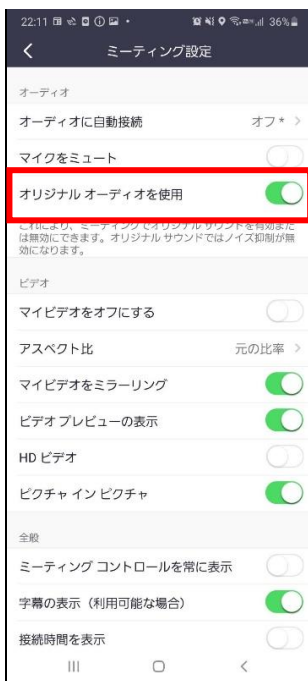 22:11 36%
ミーティング設定
オーディオ
オーディオに自動接続 オフ* >
マイクをミュート
オリジナル オーディオを使用
これにより、ミーティングでオリジナル サウンドを有効また
は無効にできます。オリジナル サウンドではノイズ抑制が無
効になります。
ビデオ
マイビデオをオフにする
アスペクト比 元の比率 >
マイビデオをミラーリング
ビデオ プレビューの表示
HD ビデオ
ピクチャ イン ピクチャ
全般
ミーティング コントロールを常に表示
字幕の表示（利用可能な場合）
接続時間を表示